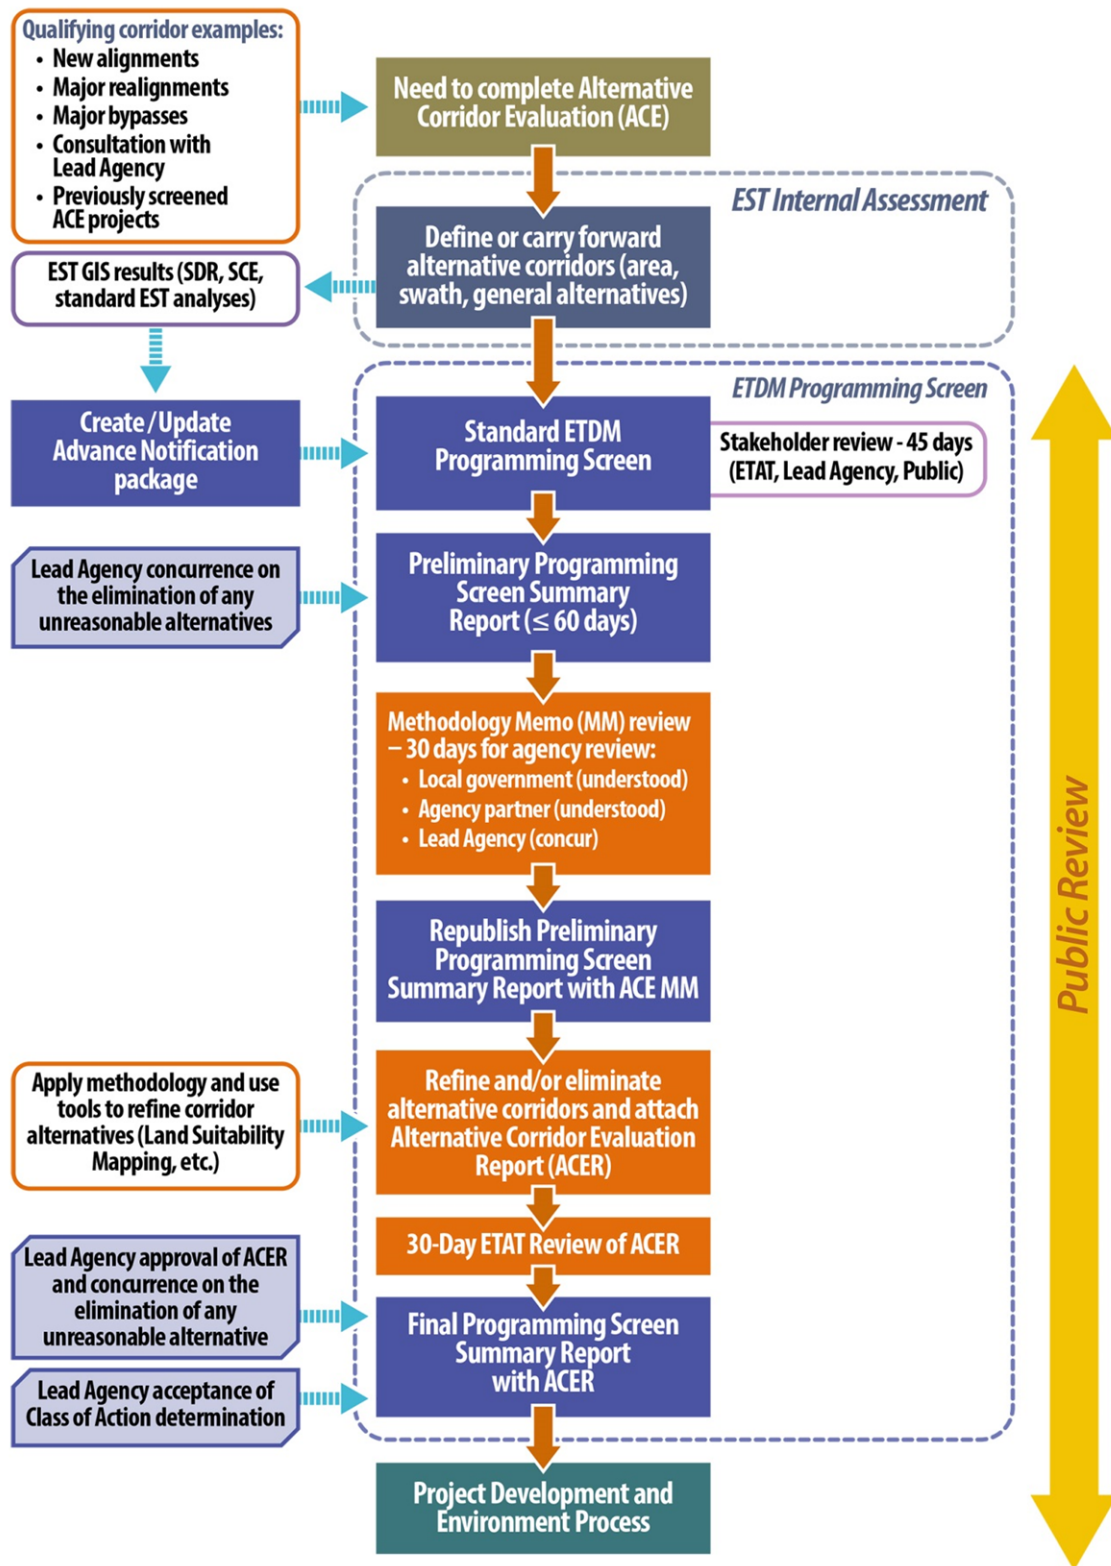 Qualifying corridor examples:
• New alignments
• Major realignments
• Major bypasses
• Consultation with
Lead Agency
• Previously screened
ACE projects
Need to complete Alternative
Corridor Evaluation (ACE)
EST Internal Assessment
Define or carry forward
alternative corridors (area,
swath, general alternatives)
EST GIS results (SDR, SCE,
standard EST analyses)
ETDM Programming Screen
Create / Update
Advance Notification
package
Standard ETDM
Programming Screen
Stakeholder review - 45 days
(ETAT, Lead Agency, Public)
Lead Agency concurrence on
the elimination of any
unreasonable alternatives
Preliminary Programming
Screen Summary
Report (≤ 60 days)
Methodology Memo (MM) review
– 30 days for agency review:
• Local government (understood)
• Agency partner (understood)
• Lead Agency (concur)
Republish Preliminary
Programming Screen
Summary Report with ACE MM
Apply methodology and use
tools to refine corridor
alternatives (Land Suitability
Mapping, etc.)
Refine and/or eliminate
alternative corridors and attach
Alternative Corridor Evaluation
Report (ACER)
30-Day ETAT Review of ACER
Lead Agency approval of ACER
and concurrence on the
elimination of any
unreasonable alternative
Final Programming Screen
Summary Report
with ACER
Lead Agency acceptance of
Class of Action determination
Project Development and
Environment Process
Public Review